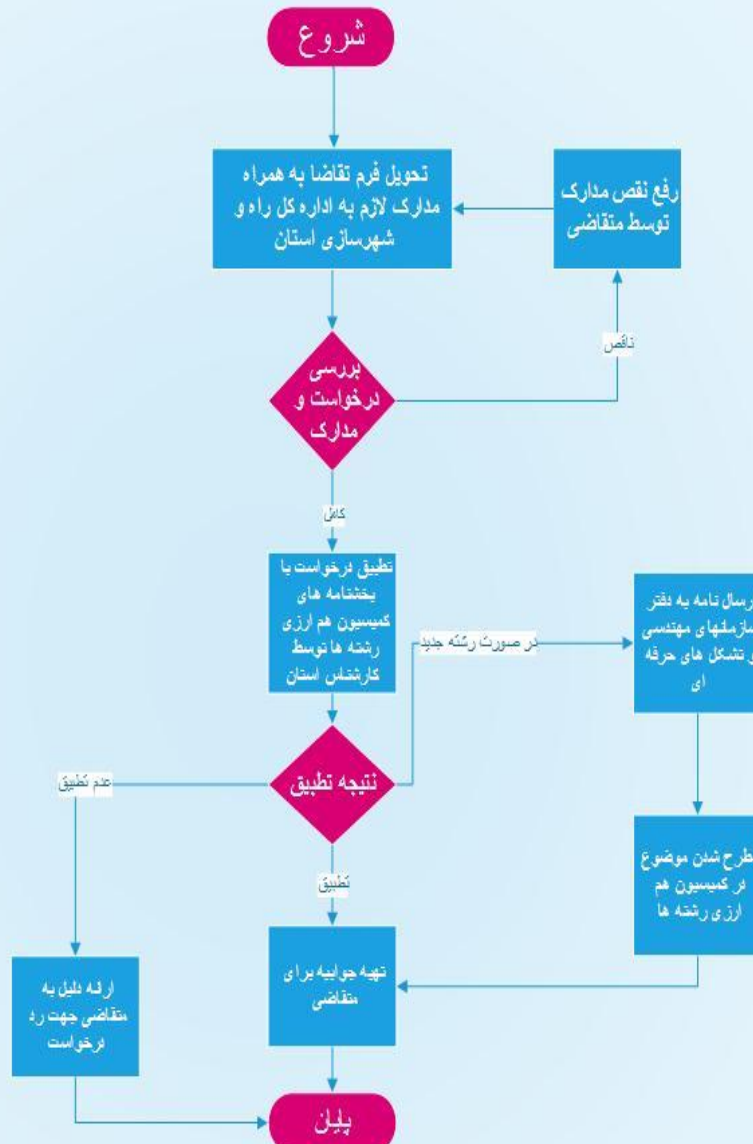 شروع
تحویل فرم تقاضا به همراه
مدارک لازم به اداره کل راه و
شهرسازی استان
رفع نقص مدارک
توسط متقاضی
ناقص
بررسی
درخواست و
مدارک
کامل
تطبیق درخواست با
بخشنامه های
کمیسیون هم ارزی
رشته ها توسط
کارشناس استان
در صورت رشته جدید
رسال نامه به دفتر
سازمانهای مهندسی
و تشکل های حرفه
ای
نتیجه تطبیق
عدم تطبیق
تطبیق
طرح شدن موضوع
در کمیسیون هم
ارزی رشته ها
تهیه جوابیه برای
متقاضی
ارائه دلیل به
متقاضی جهت رد
درخواست
پایان